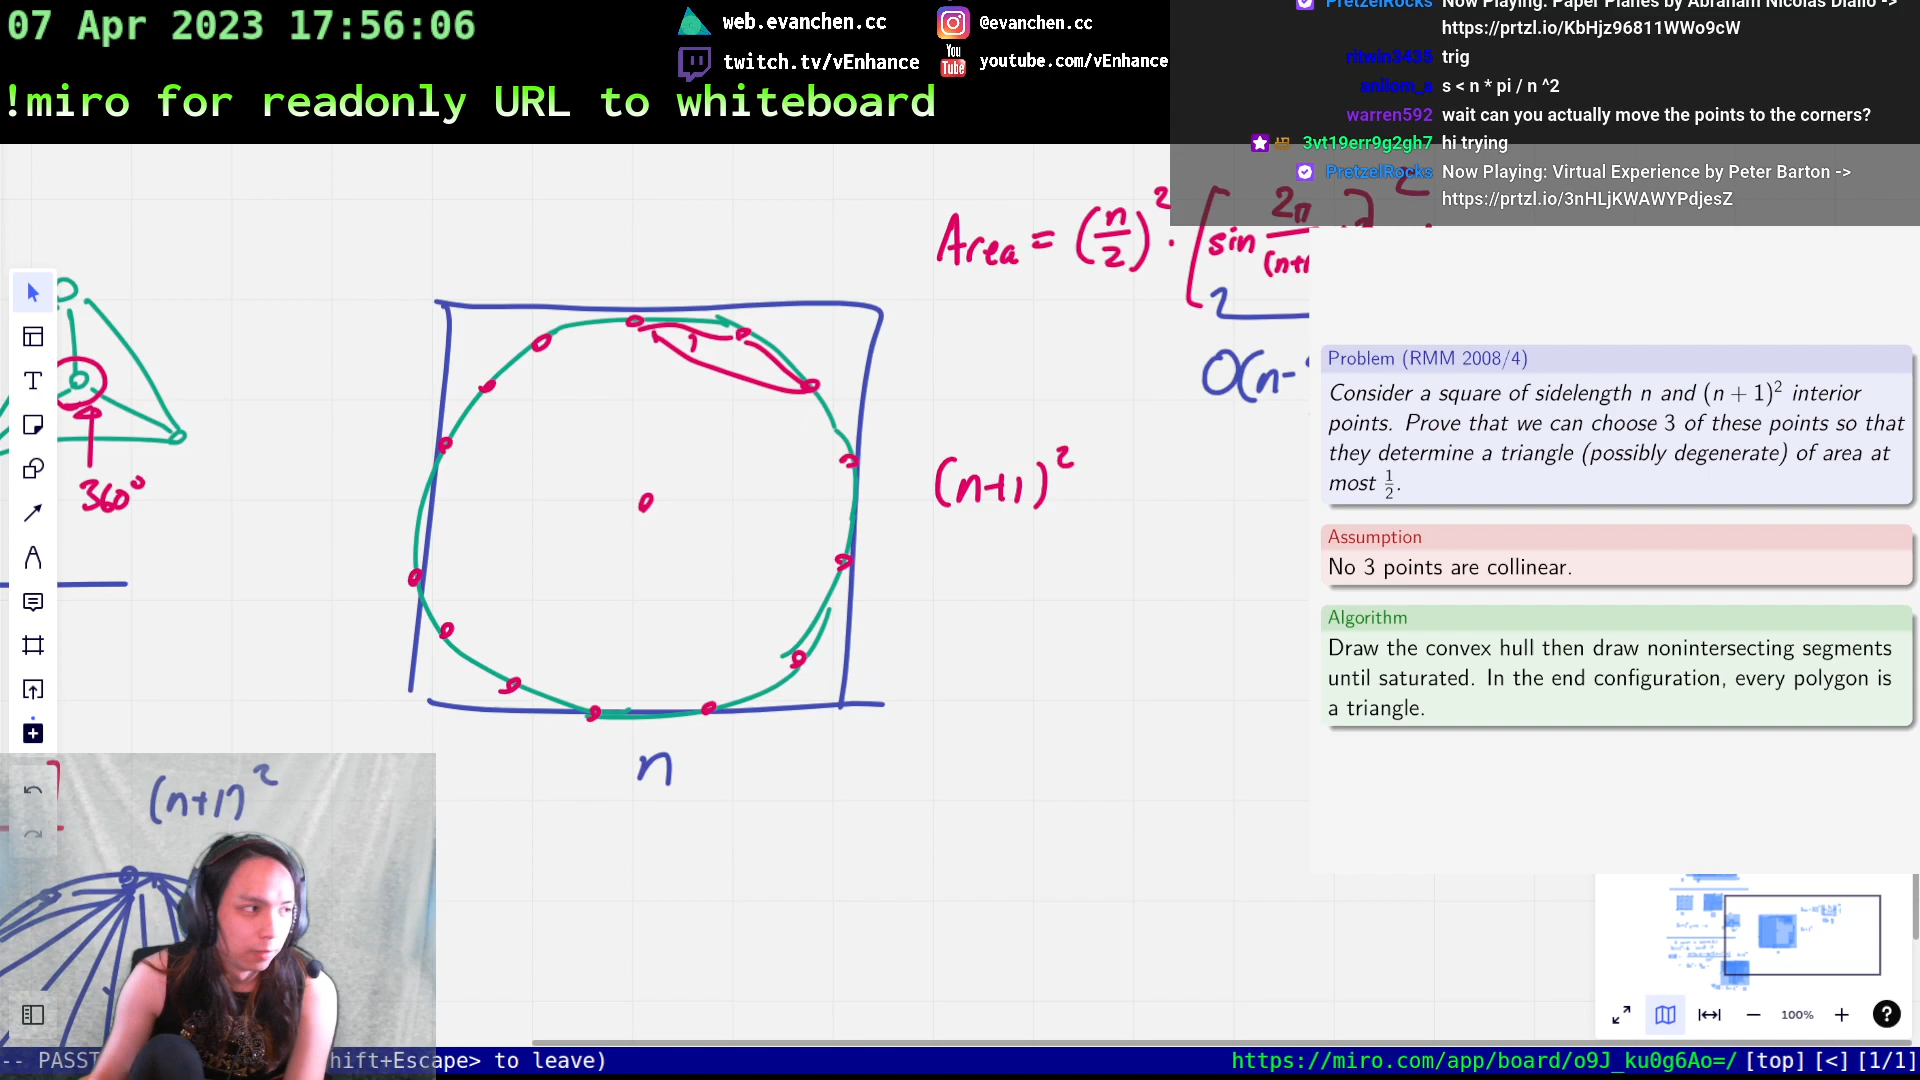 07 Apr 2023 17:56:06
!miro for readonly URL to whiteboard
web.evanchen.cc
@evanchen.cc
twitch.tv/vEnhance
youtube.com/vEnhance
PretzelRocks Now Playing: Paper Planes by Abraham Nicolas Diallo ->
https://prtzl.io/KbHjz96811WWo9cW
ritwin3435 trig
anilom_a s < n * pi / n ^2
warren592 wait can you actually move the points to the corners?
3vt19err9g2gh7 hi trying
PretzelRocks Now Playing: Virtual Experience by Peter Barton ->
https://prtzl.io/3nHLjKWAWYPdjesZ
Area = (n/2)² · [sin 2π
(n+1
2
O(n-
360°
(n+1)²
n
Problem (RMM 2008/4)
Consider a square of sidelength n and (n + 1)² interior
points. Prove that we can choose 3 of these points so that
they determine a triangle (possibly degenerate) of area at
most 1/2.
Assumption
No 3 points are collinear.
Algorithm
Draw the convex hull then draw nonintersecting segments
until saturated. In the end configuration, every polygon is
a triangle.
(n+1)²
100%
-- PASST
hift+Escape> to leave)
https://miro.com/app/board/o9J_ku0g6Ao=/ [top] [<] [1/1]